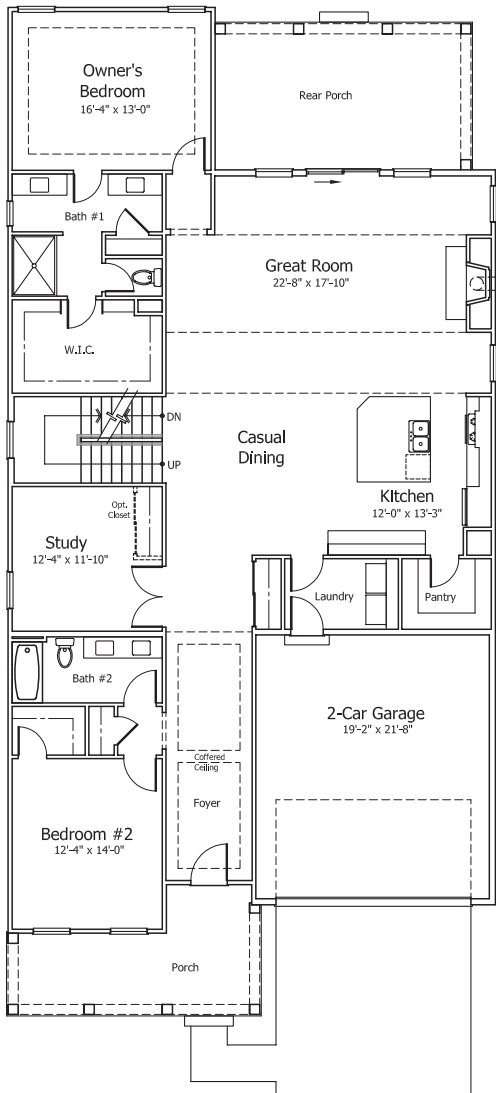 Owner's
Bedroom
16'-4" x 13'-0"
Rear Porch
Bath #1
Great Room
22'-8" x 17'-10"
W.I.C.
DN
Casual
Dining
UP
KItchen
12'-0" x 13'-3"
Opt.
Closet
Study
12'-4" x 11'-10"
Laundry
Pantry
Bath #2
2-Car Garage
19'-2" x 21'-8"
Coffered
Ceiling
Foyer
Bedroom #2
12'-4" x 14'-0"
Porch